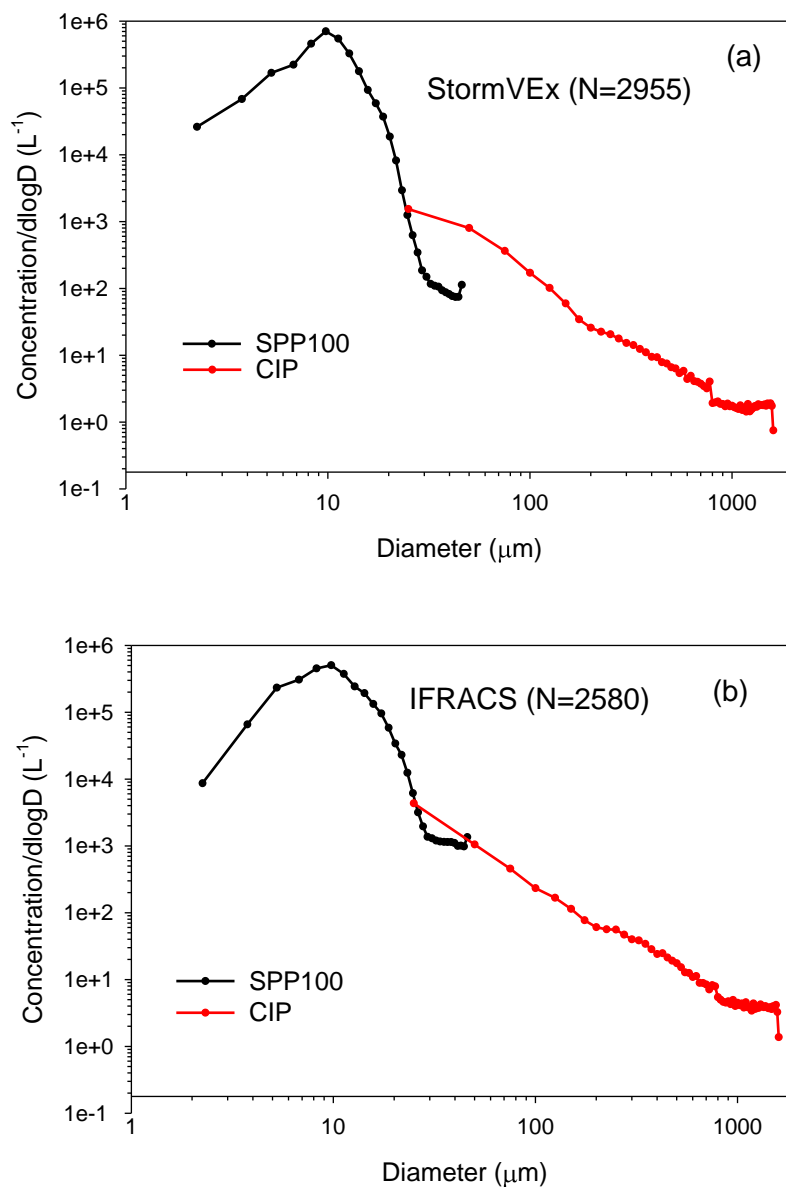 (a)
StormVEx (N=2955)
1e+6
1e+5
1e+4
1e+3
1e+2
1e+1
1e+0
1e-1
Concentration/dlogD (L⁻¹)
SPP100
CIP
1 10 100 1000
Diameter (μm)
(b)
IFRACS (N=2580)
1e+6
1e+5
1e+4
1e+3
1e+2
1e+1
1e+0
1e-1
Concentration/dlogD (L⁻¹)
SPP100
CIP
1 10 100 1000
Diameter (μm)